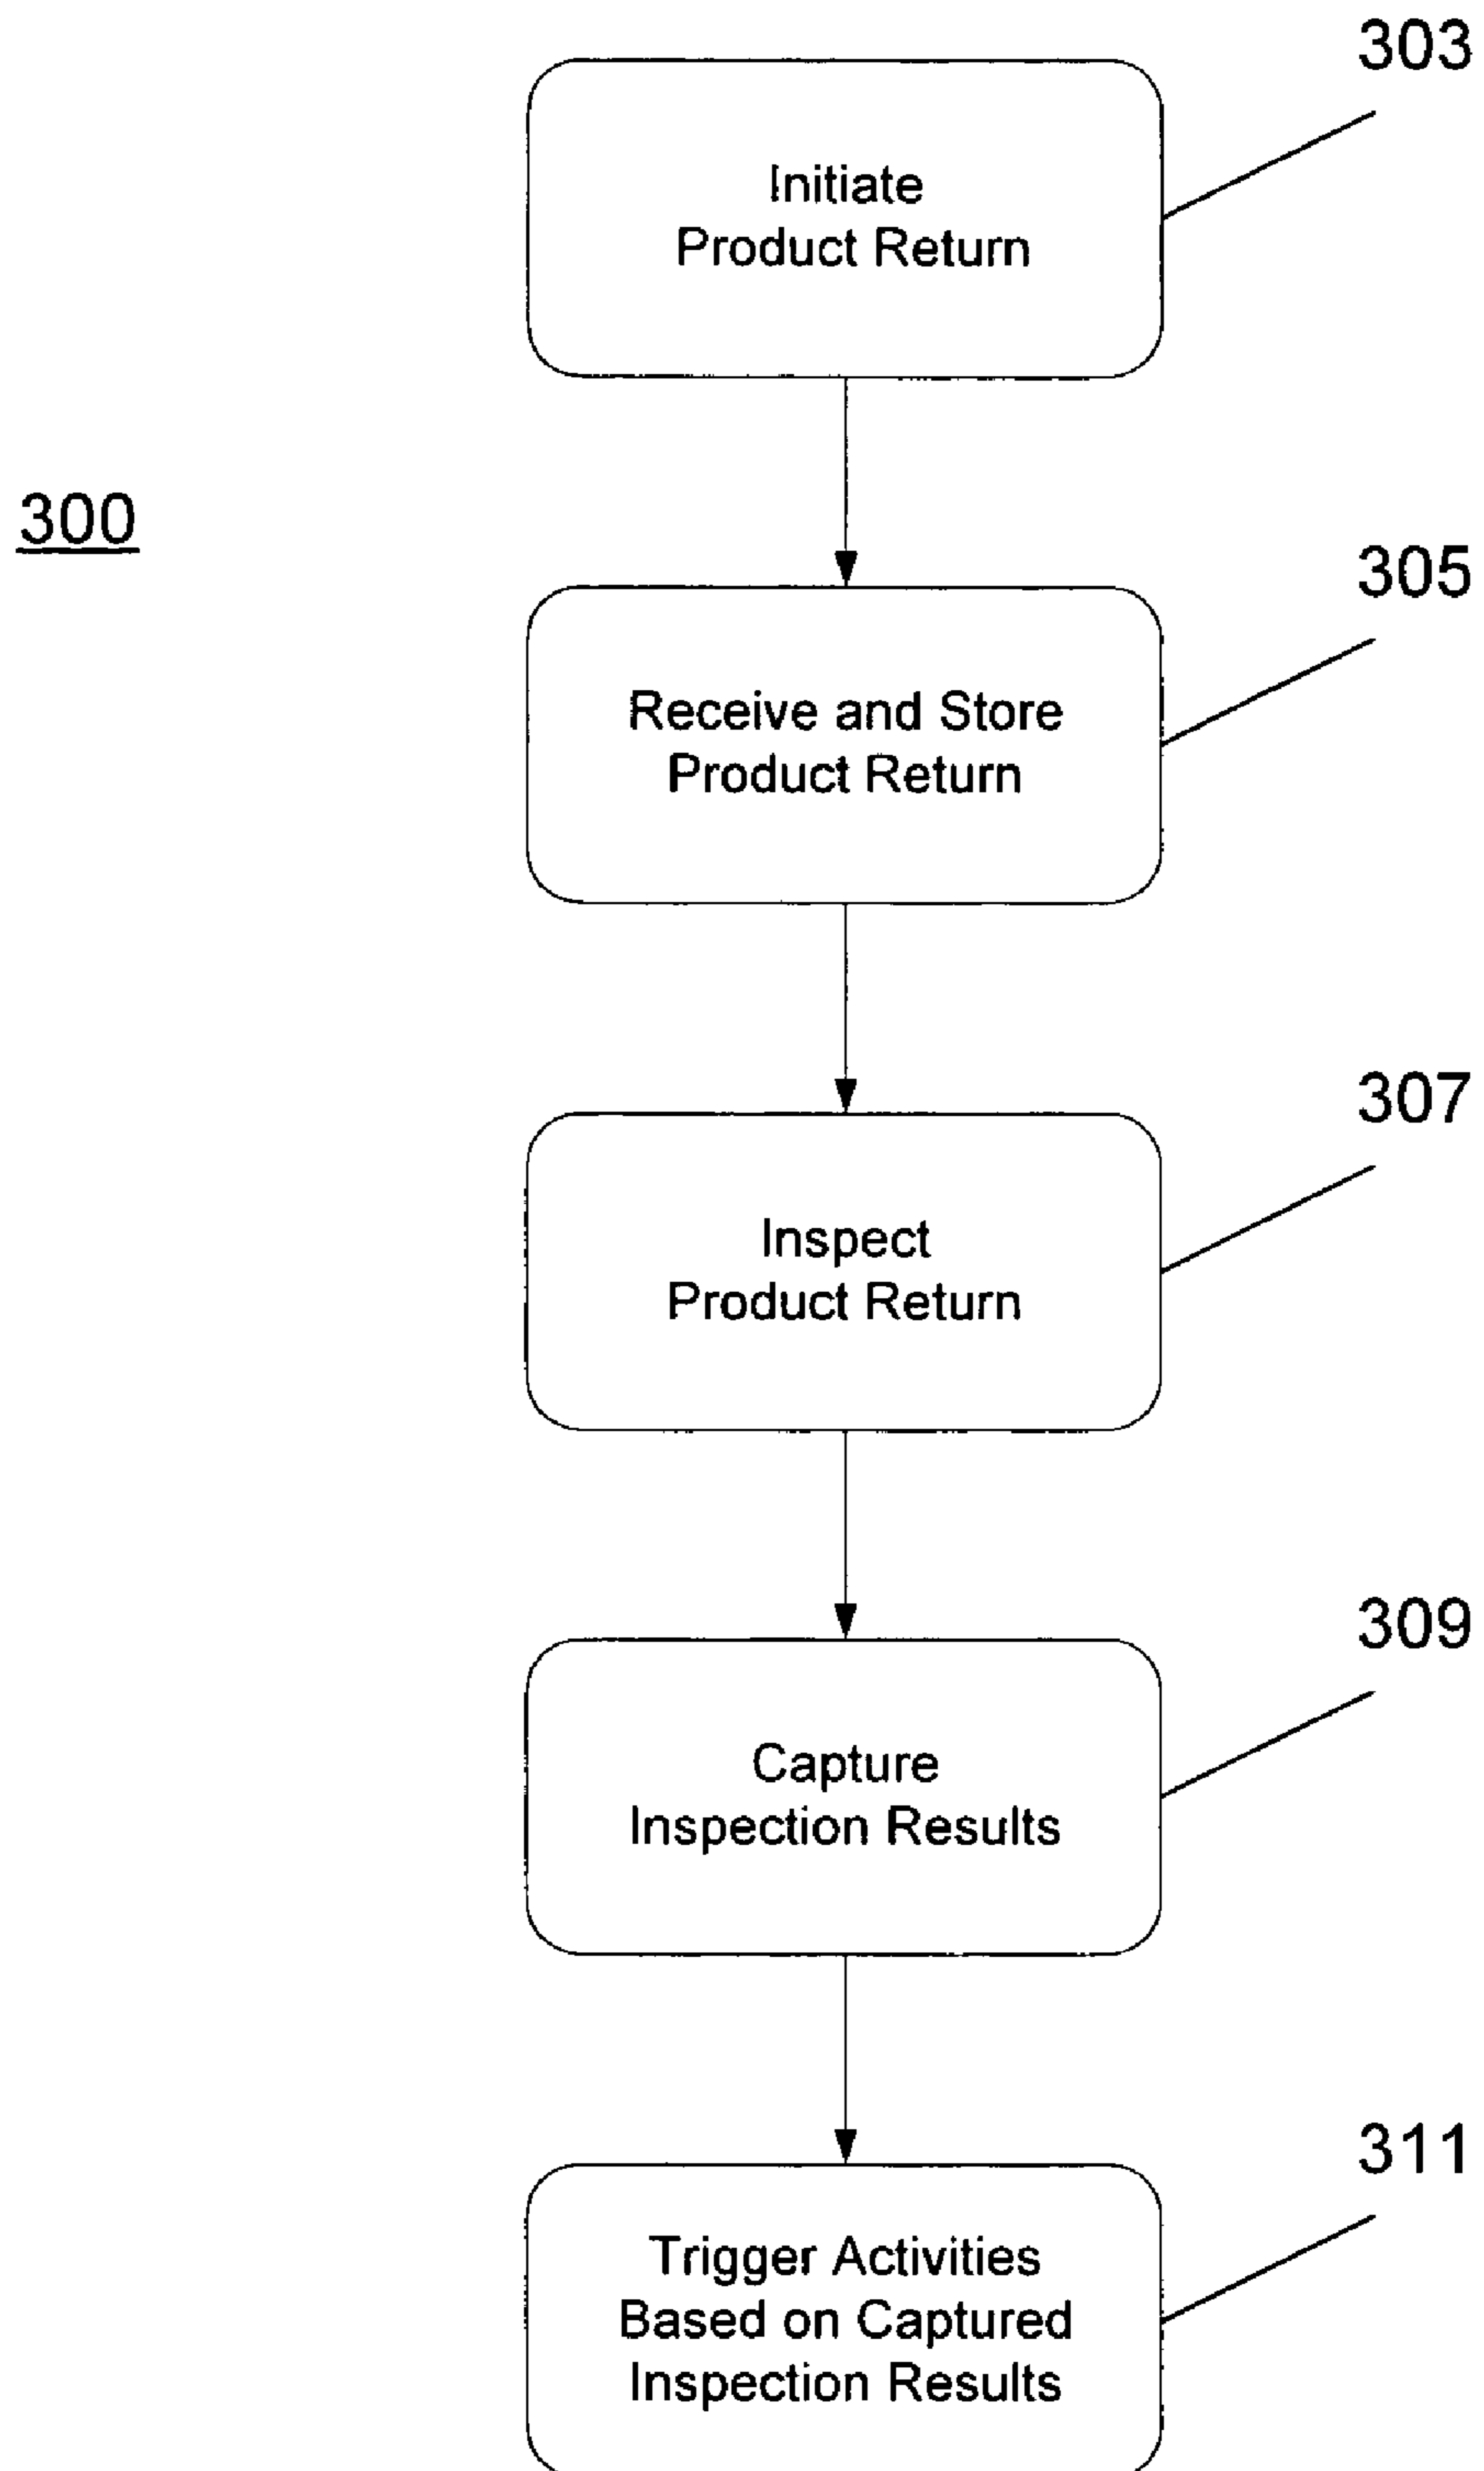 303
Initiate
Product Return
300
305
Receive and Store
Product Return
307
Inspect
Product Return
309
Capture
Inspection Results
311
Trigger Activities
Based on Captured
Inspection Results